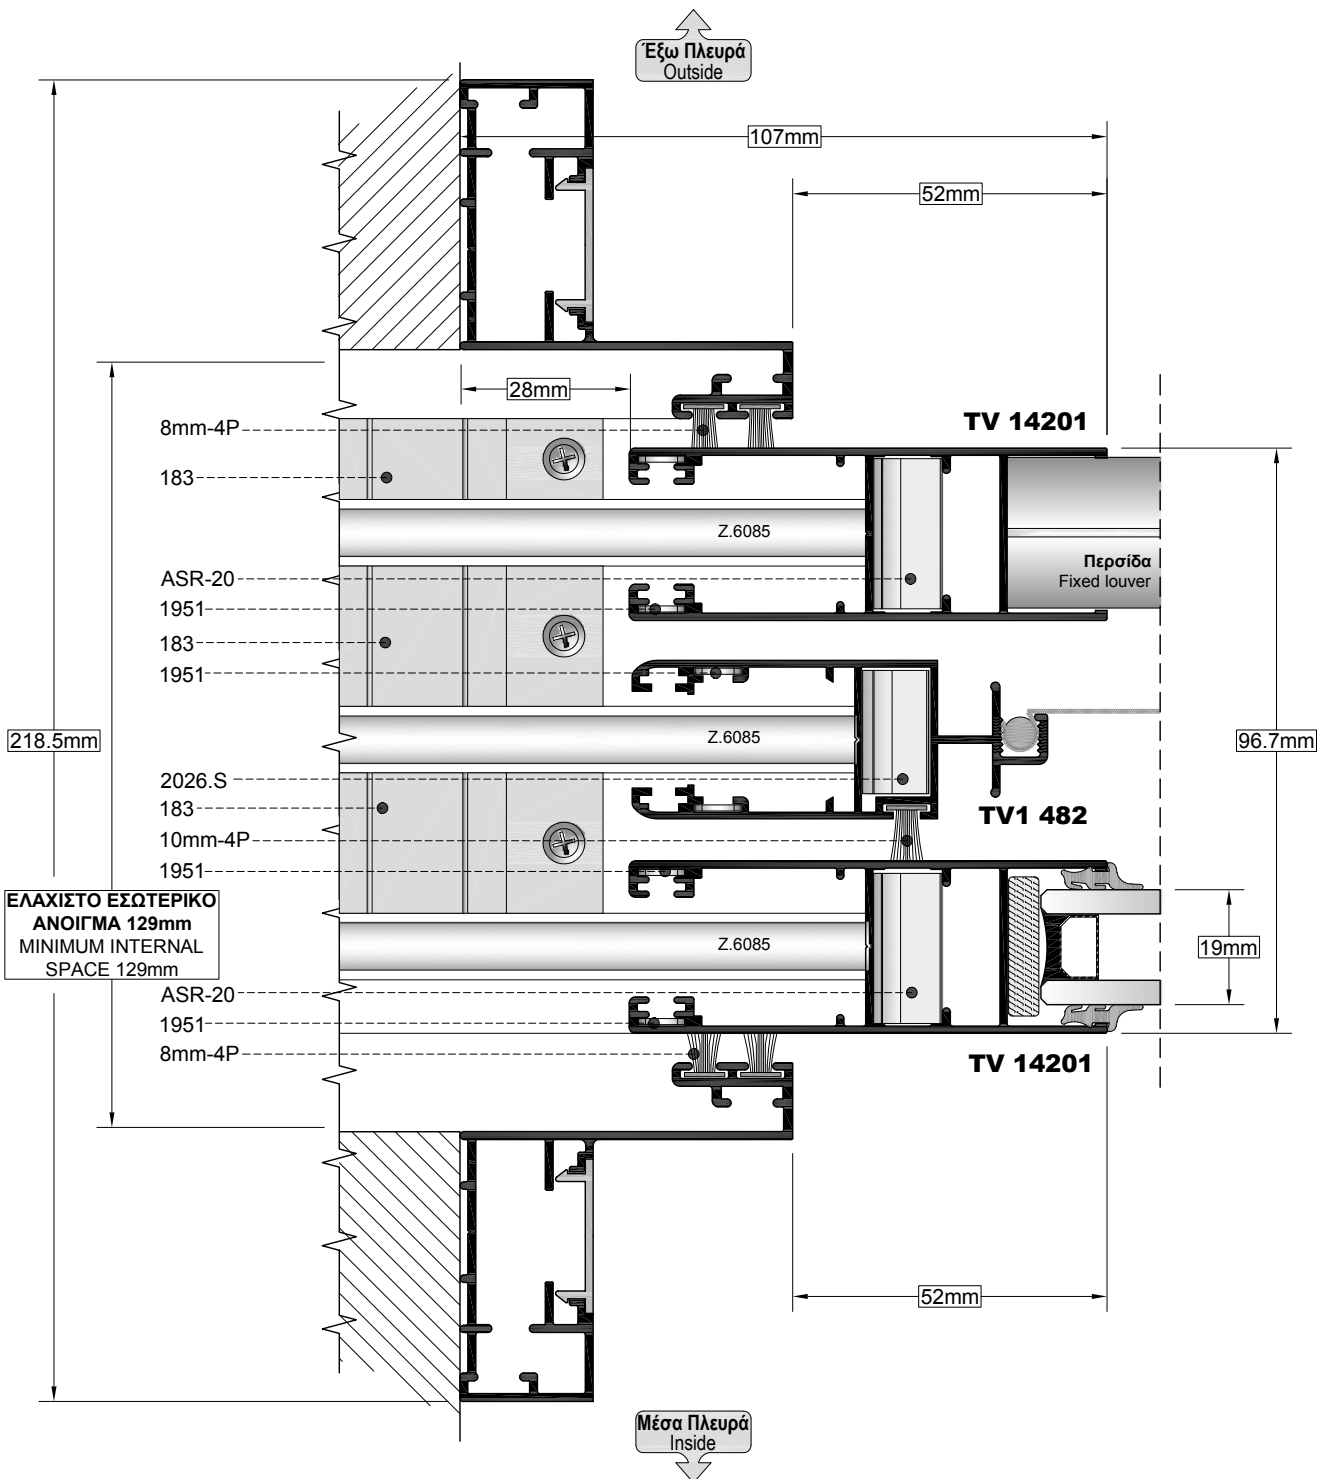 Έξω Πλευρά
Outside
107mm
52mm
28mm
8mm-4P
TV 14201
183
Z.6085
Περσίδα
Fixed louver
ASR-20
1951
183
1951
218.5mm
Z.6085
96.7mm
2026.S
183
TV1 482
10mm-4P
1951
ΕΛΑΧΙΣΤΟ ΕΣΩΤΕΡΙΚΟ
ΑΝΟΙΓΜΑ 129mm
MINIMUM INTERNAL
SPACE 129mm
Z.6085
19mm
ASR-20
1951
8mm-4P
TV 14201
52mm
Μέσα Πλευρά
Inside